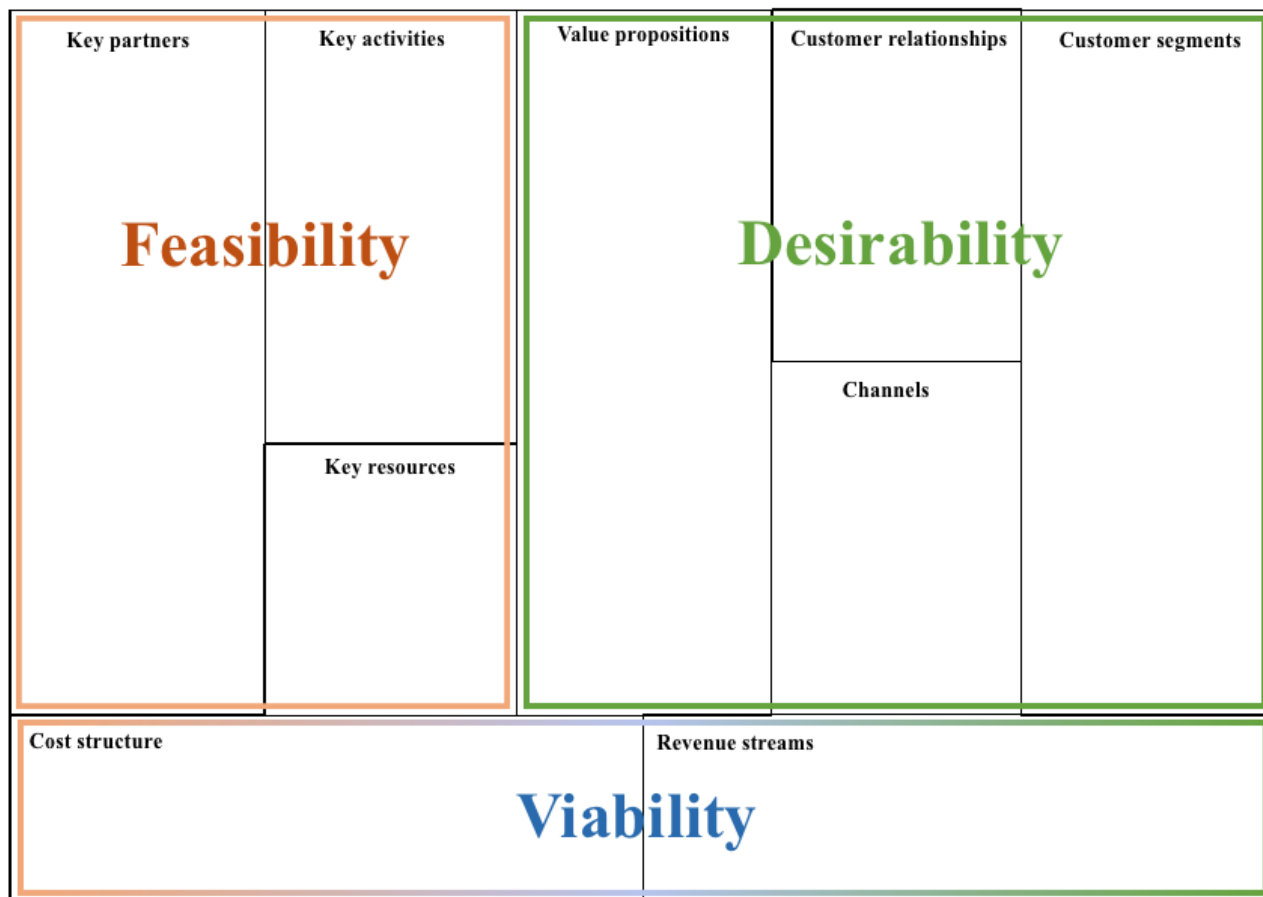 Key partners
Key activities
Value propositions
Customer relationships
Customer segments
Feasibility
Desirability
Channels
Key resources
Cost structure
Revenue streams
Viability